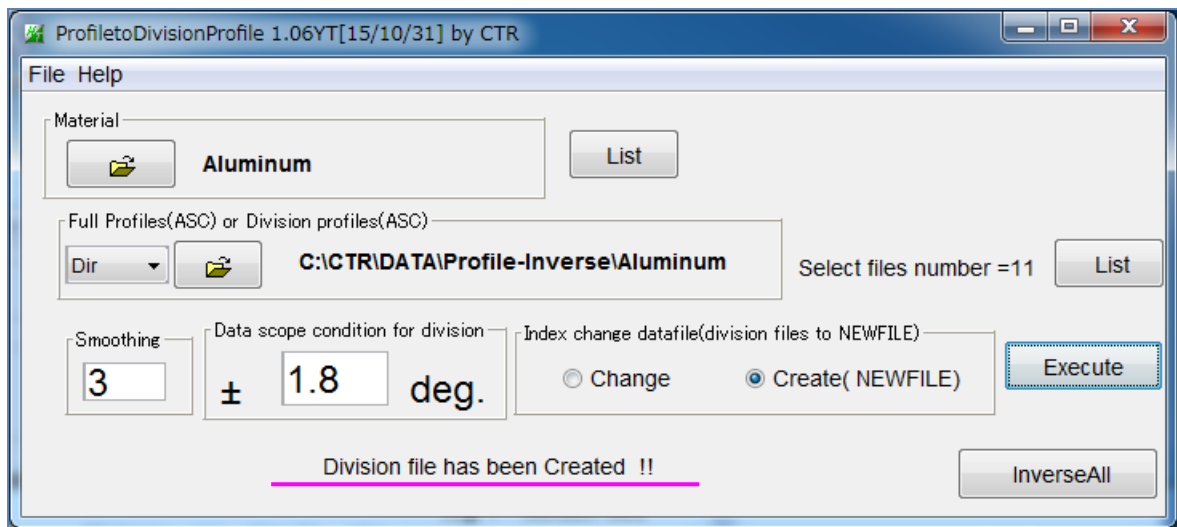 ProfiletoDivisionProfile 1.06YT[15/10/31] by CTR
File Help
Material
Aluminum
List
Full Profiles(ASC) or Division profiles(ASC)
Dir
C:\CTR\DATA\Profile-Inverse\Aluminum
Select files number =11
List
Smoothing
3
Data scope condition for division
± 1.8 deg.
Index change datafile(division files to NEWFILE)
Change
Create( NEWFILE)
Execute
Division file has been Created !!
InverseAll